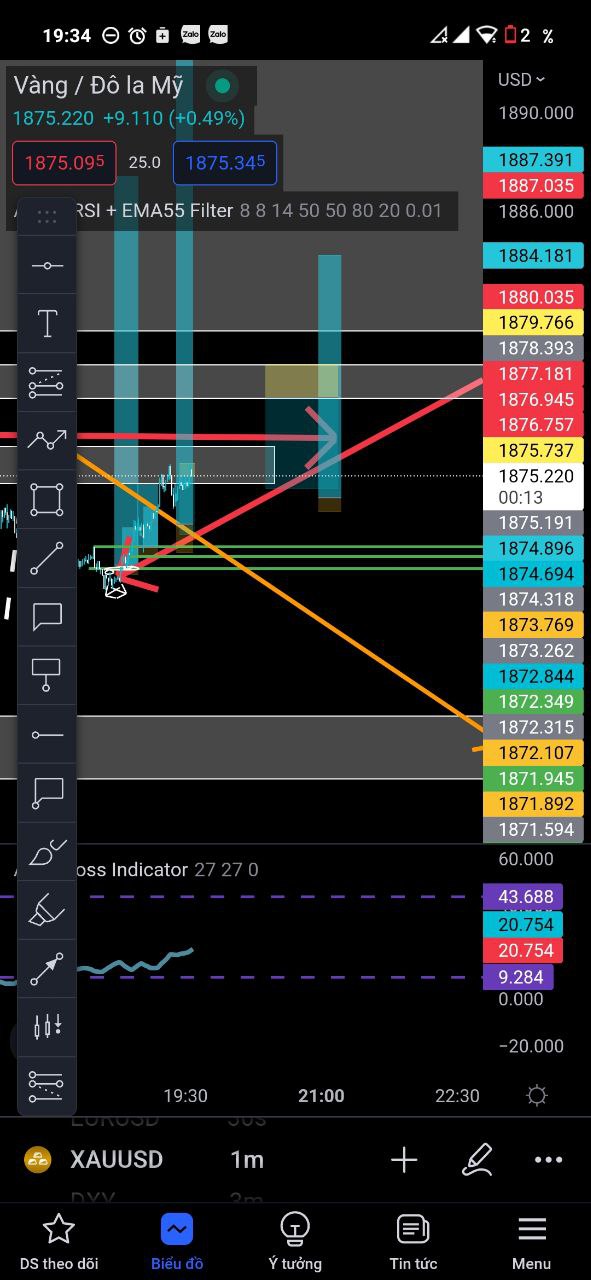 19:34 Zalo Zalo 2 %
Vàng / Đô la Mỹ
USD
1875.220 +9.110 (+0.49%)
1890.000
1875.095 25.0 1875.345
1887.391
1887.035
RSI + EMA55 Filter 8 8 14 50 50 80 20 0.01
1886.000
1884.181
1880.035
1879.766
1878.393
1877.181
1876.945
1876.757
1875.737
1875.220
00:13
1875.191
1874.896
1874.694
1874.318
1873.769
1873.262
1872.844
1872.349
1872.315
1872.107
1871.945
1871.892
1871.594
60.000
oss Indicator 27 27 0
43.688
20.754
20.754
9.284
0.000
−20.000
19:30 21:00 22:30
EURUSD 30s
XAUUSD 1m
DXY 3m
DS theo dõi Biểu đồ Ý tưởng Tin tức Menu